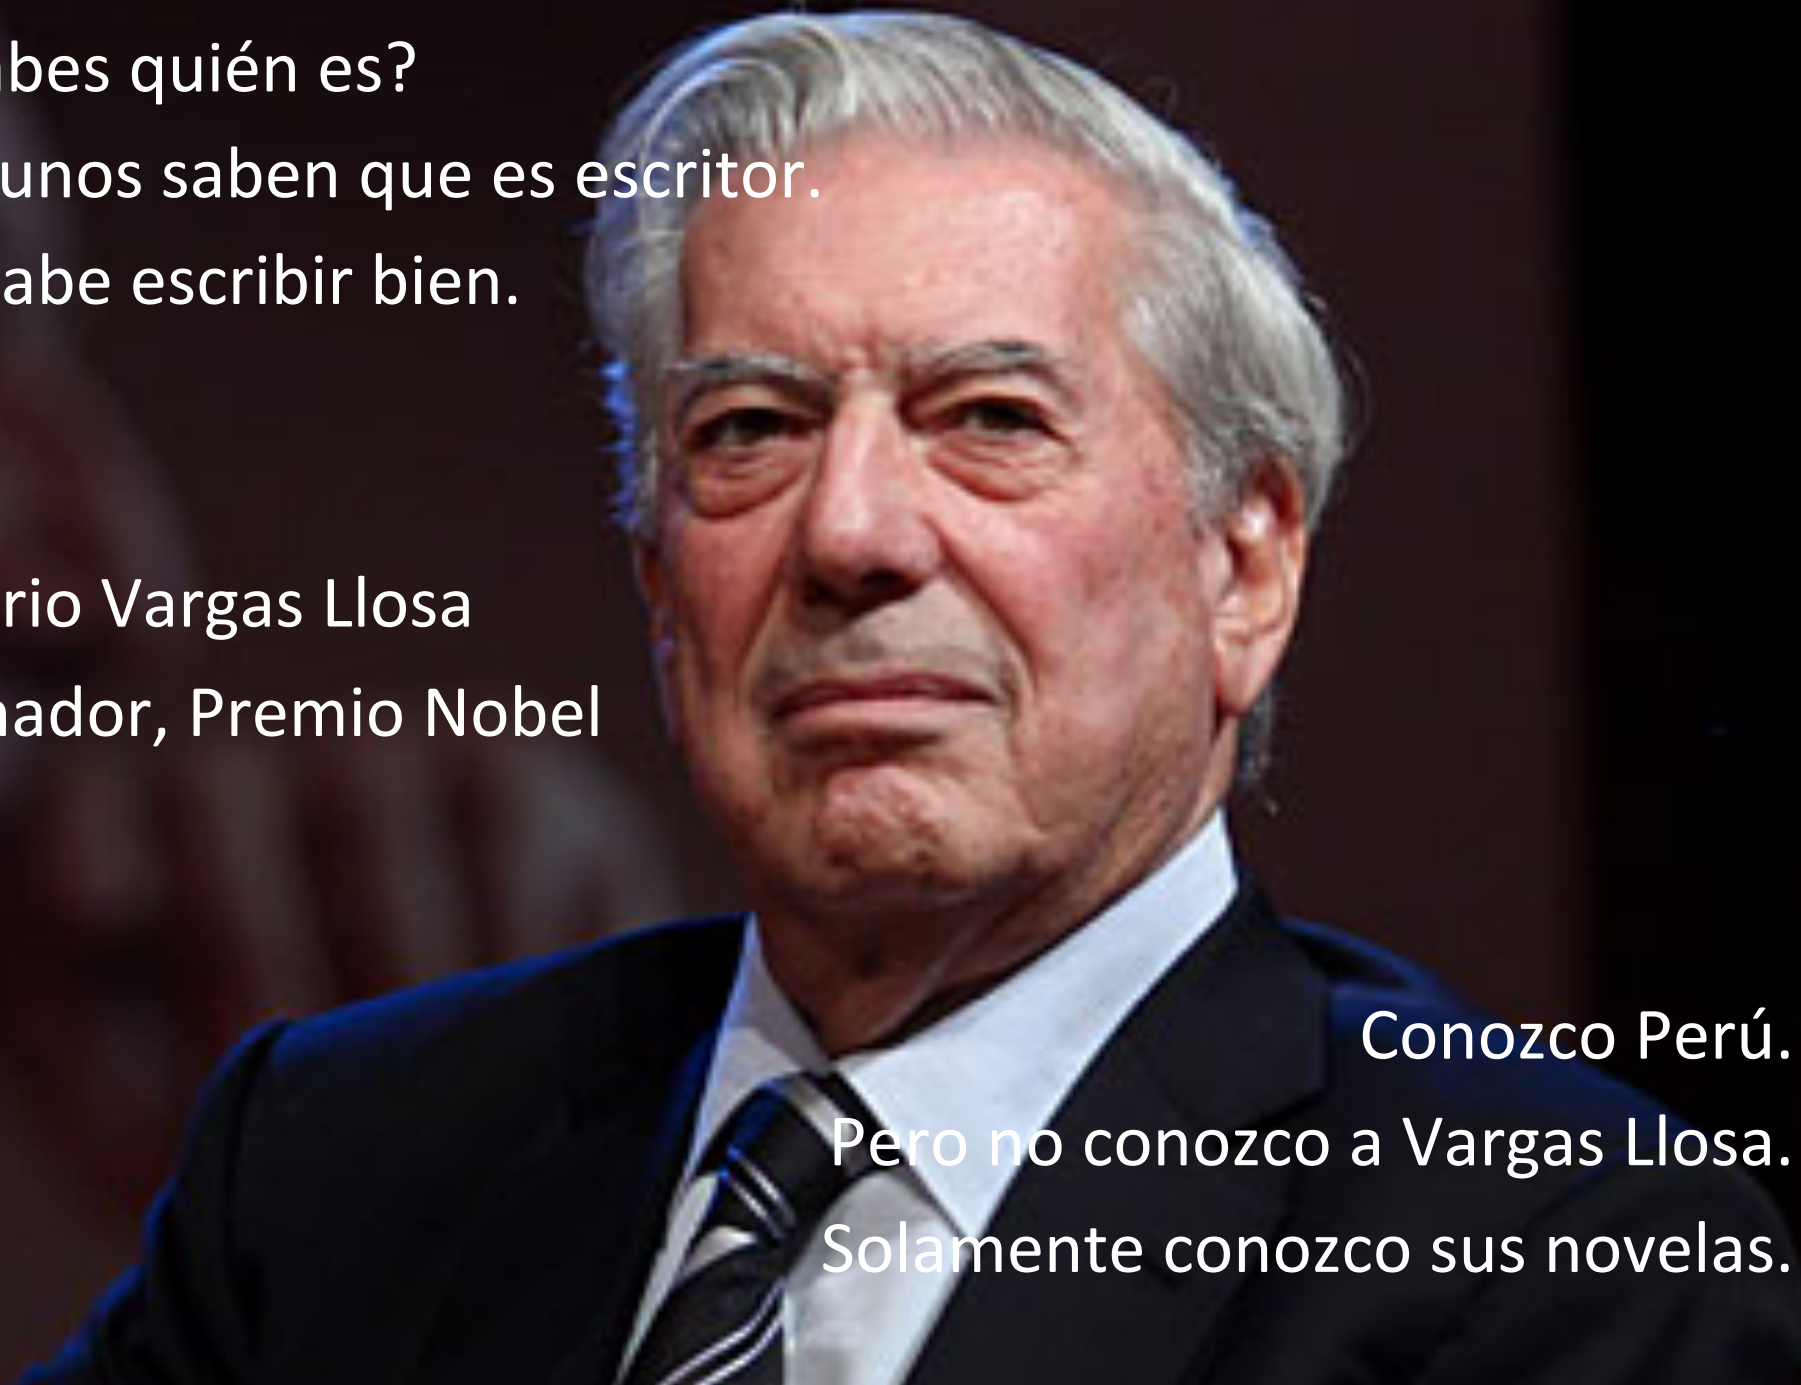 bes quién es?
unos saben que es escritor.
abe escribir bien.
rio Vargas Llosa
nador, Premio Nobel
Conozco Perú.
Pero no conozco a Vargas Llosa.
Solamente conozco sus novelas.